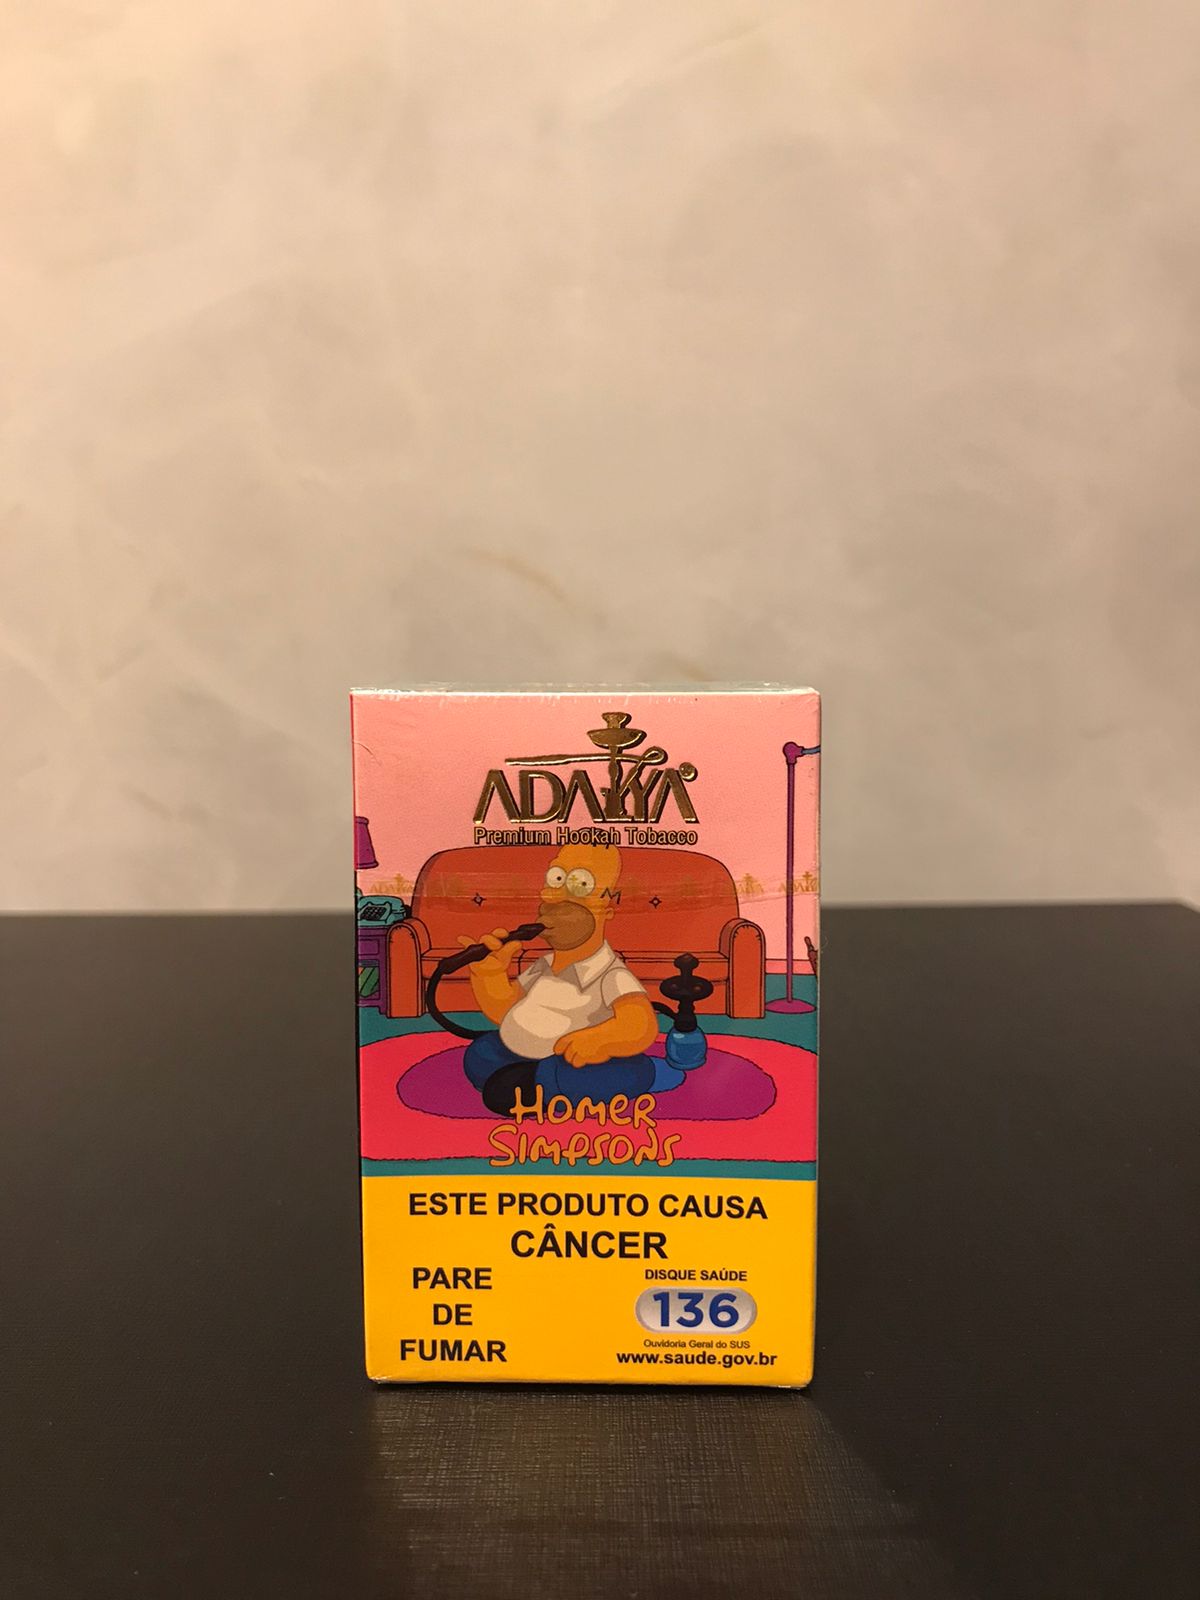 ADALYA
Premium Hookah Tobacco
HOMER
SIMPSONS
ESTE PRODUTO CAUSA
CÂNCER
PARE
DE
FUMAR
DISQUE SAÚDE
136
Ouvidoria Geral do SUS
www.saude.gov.br